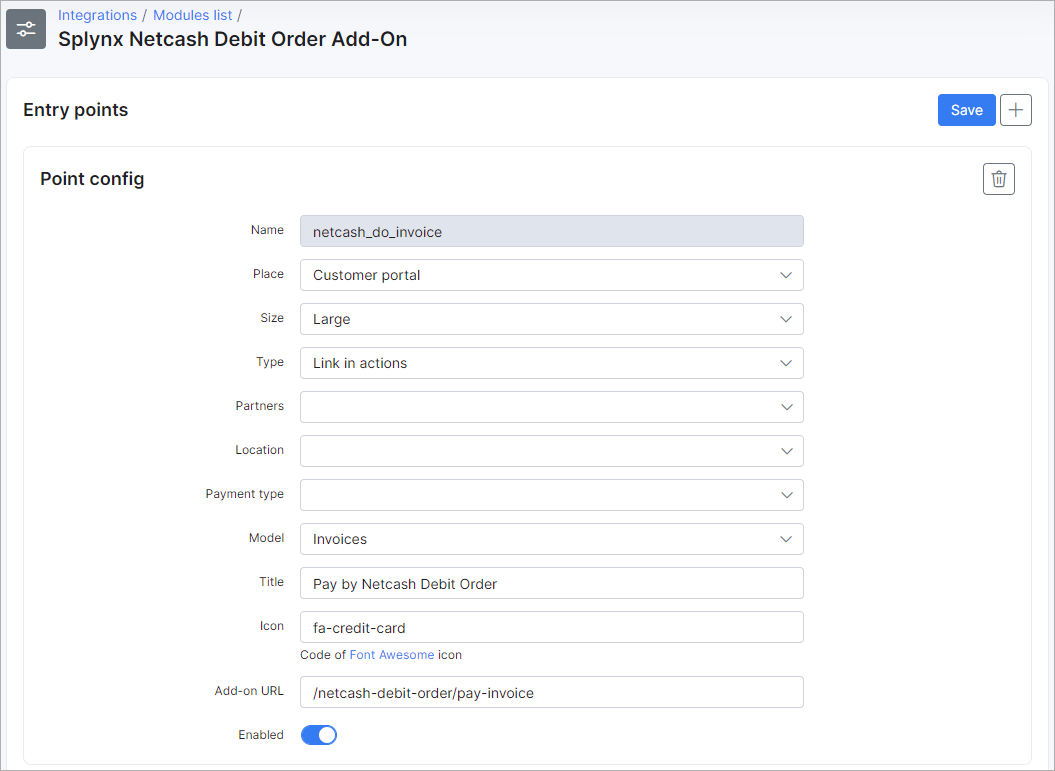 Integrations / Modules list /
Splynx Netcash Debit Order Add-On
Entry points
Save
Point config
Name
netcash_do_invoice
Place
Customer portal
Size
Large
Type
Link in actions
Partners
Location
Payment type
Model
Invoices
Title
Pay by Netcash Debit Order
Icon
fa-credit-card
Code of Font Awesome icon
Add-on URL
/netcash-debit-order/pay-invoice
Enabled